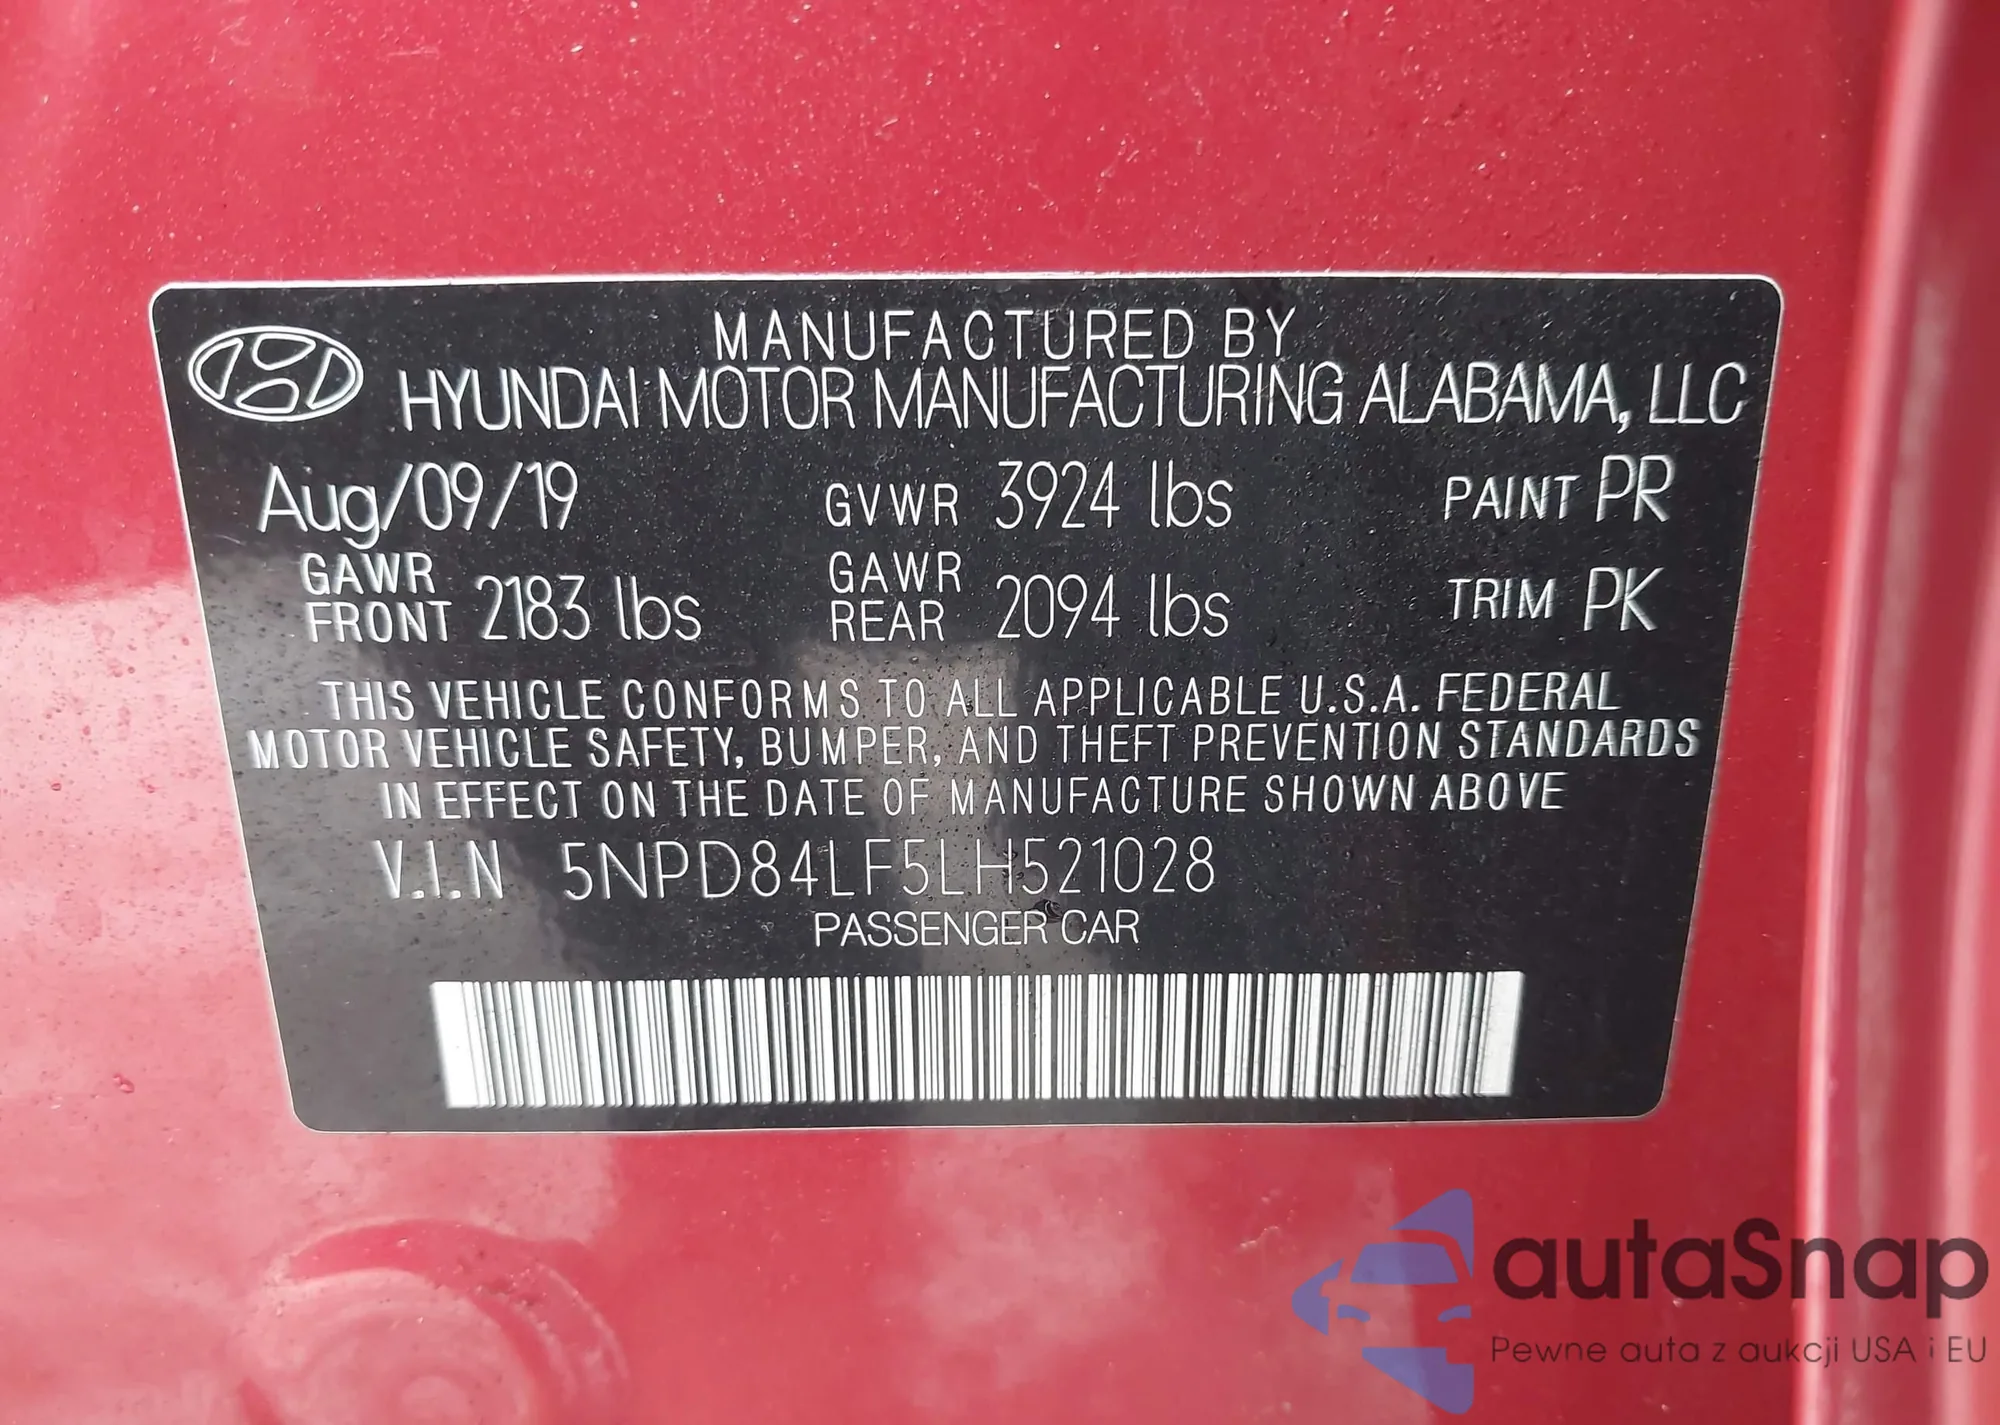 MANUFACTURED BY
HYUNDAI MOTOR MANUFACTURING ALABAMA, LLC
Aug/09/19 GVWR 3924 lbs PAINT PR
GAWR FRONT 2183 lbs GAWR REAR 2094 lbs TRIM PK
THIS VEHICLE CONFORMS TO ALL APPLICABLE U.S.A. FEDERAL
MOTOR VEHICLE SAFETY, BUMPER, AND THEFT PREVENTION STANDARDS
IN EFFECT ON THE DATE OF MANUFACTURE SHOWN ABOVE
V.I.N 5NPD84LF5LH521028
PASSENGER CAR
autaSnap
Pewne auta z aukcji USA i EU